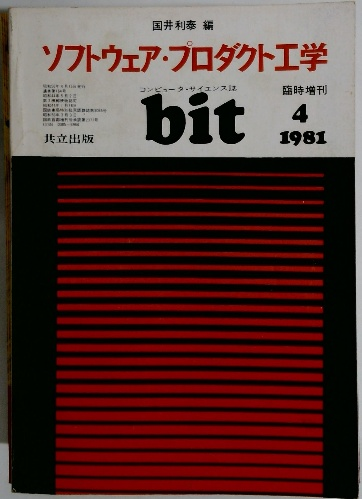 国井利泰 編
ソフトウェア・プロダクト工学
コンピュータ・サイエンス誌
臨時増刊
bit
4
1981
共立出版